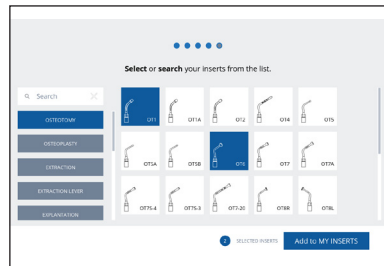 Select or search your inserts from the list.
Search
OSTEOTOMY
OSTEOPLASTY
EXTRACTION
EXTRACTION LEVER
EXPLANTATION
OT1
OT1A
OT2
OT4
OT5
OT5A
OT5B
OT6
OT7
OT7A
OT7S-4
OT7S-3
OT7-20
OT8R
OT8L
2 SELECTED INSERTS
Add to MY INSERTS